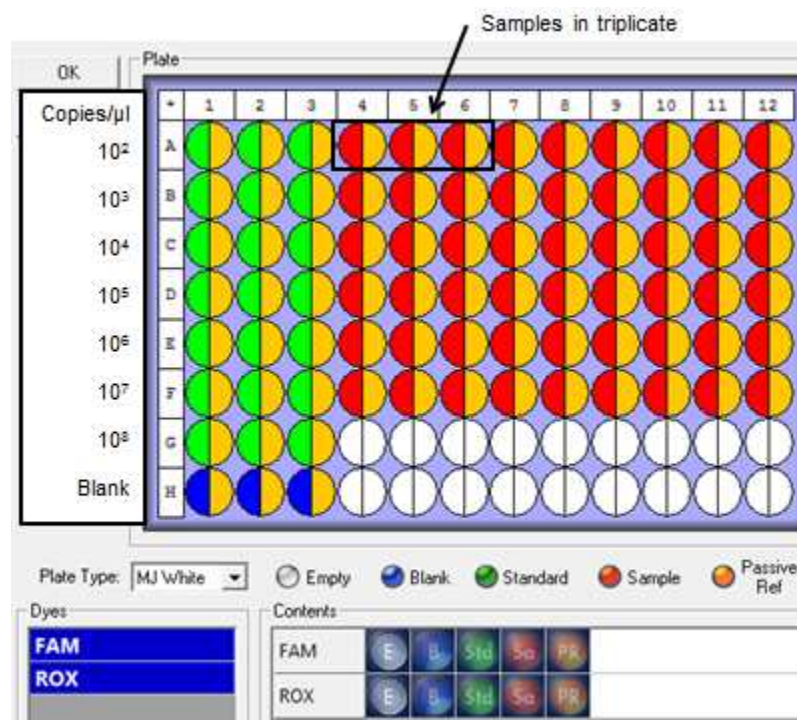 Samples in triplicate
Plate
OK
Copies/µl
* 1 2 3 4 5 6 7 8 9 10 11 12
10² A
10³ B
10⁴ C
10⁵ D
10⁶ E
10⁷ F
10⁸ G
Blank H
Plate Type: MJ White Empty Blank Standard Sample Passive Ref
Dyes Contents
FAM FAM E B Std Sa PR
ROX ROX E B Std Sa PR